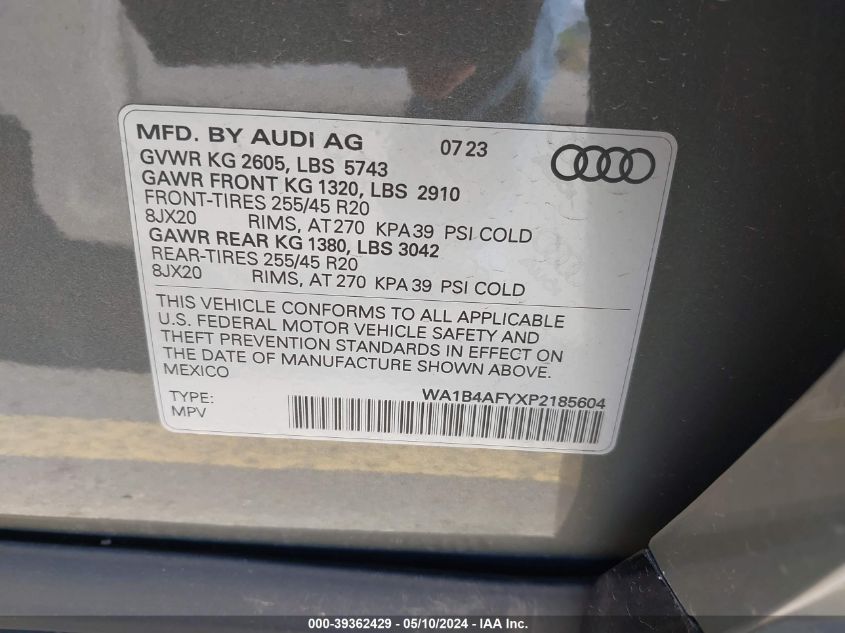 MFD. BY AUDI AG 07 23
GVWR KG 2605, LBS 5743
GAWR FRONT KG 1320, LBS 2910
FRONT-TIRES 255/45 R20
8JX20 RIMS, AT 270 KPA 39 PSI COLD
GAWR REAR KG 1380, LBS 3042
REAR-TIRES 255/45 R20
8JX20 RIMS, AT 270 KPA 39 PSI COLD
THIS VEHICLE CONFORMS TO ALL APPLICABLE
U.S. FEDERAL MOTOR VEHICLE SAFETY AND
THEFT PREVENTION STANDARDS IN EFFECT ON
THE DATE OF MANUFACTURE SHOWN ABOVE.
MEXICO
TYPE: WA1B4AFYXP2185604
MPV
000-39362429 - 05/10/2024 - IAA Inc.